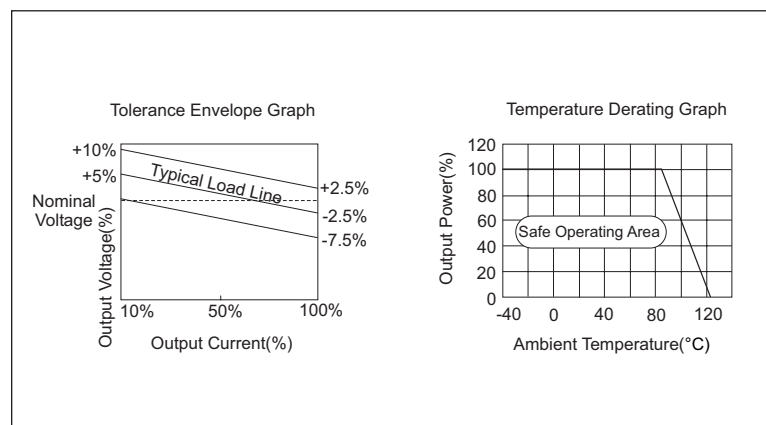 Tolerance Envelope Graph
+10%
+5%
Nominal
Voltage
Typical Load Line
+2.5%
-2.5%
-7.5%
Output Voltage(%)
10%
50%
100%
Output Current(%)
Temperature Derating Graph
Output Power(%)
120
100
80
60
40
20
0
Safe Operating Area
-40
0
40
80
120
Ambient Temperature(°C)